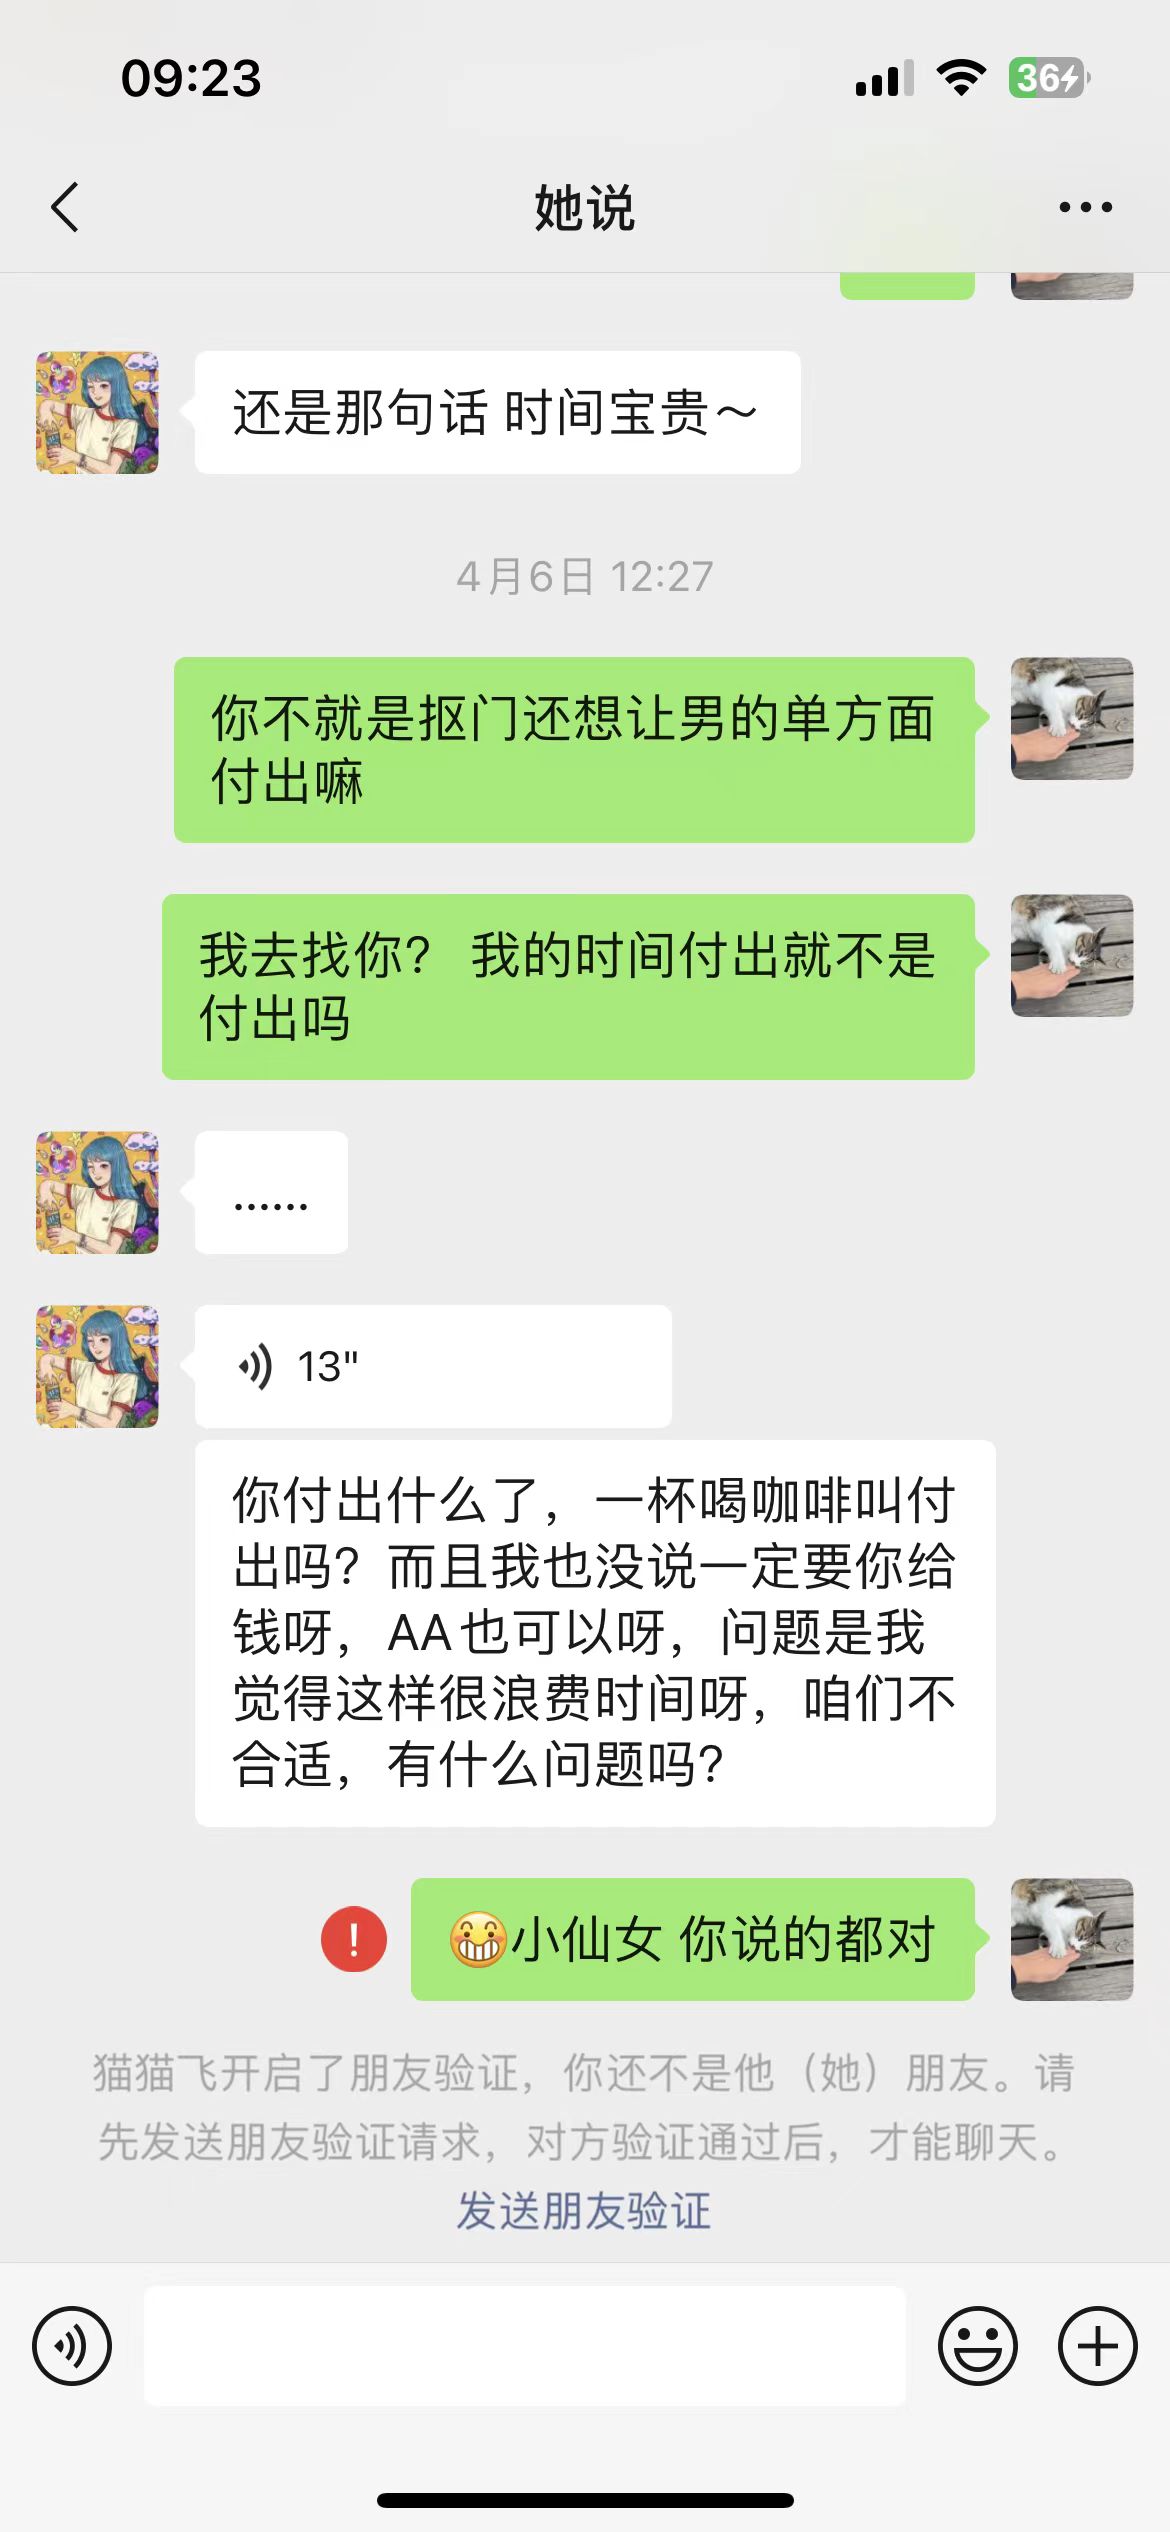 09:23
36
她说
还是那句话 时间宝贵～
4月6日 12:27
你不就是抠门还想让男的单方面
付出嘛
我去找你？ 我的时间付出就不是
付出吗
......
13"
你付出什么了，一杯喝咖啡叫付
出吗？而且我也没说一定要你给
钱呀，AA也可以呀，问题是我
觉得这样很浪费时间呀，咱们不
合适，有什么问题吗？
😁小仙女 你说的都对
猫猫飞开启了朋友验证，你还不是他（她）朋友。请
先发送朋友验证请求，对方验证通过后，才能聊天。
发送朋友验证